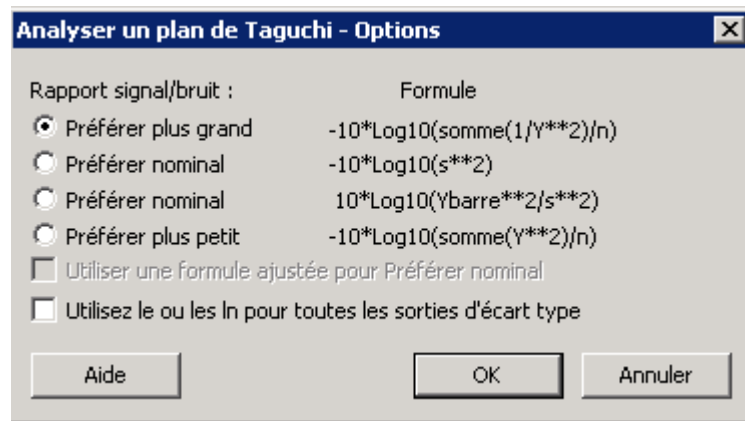 Analyser un plan de Taguchi - Options
Rapport signal/bruit : Formule
Préférer plus grand -10*Log10(somme(1/Y**2)/n)
Préférer nominal -10*Log10(s**2)
Préférer nominal 10*Log10(Ybarre**2/s**2)
Préférer plus petit -10*Log10(somme(Y**2)/n)
Utiliser une formule ajustée pour Préférer nominal
Utilisez le ou les ln pour toutes les sorties d'écart type
Aide OK Annuler